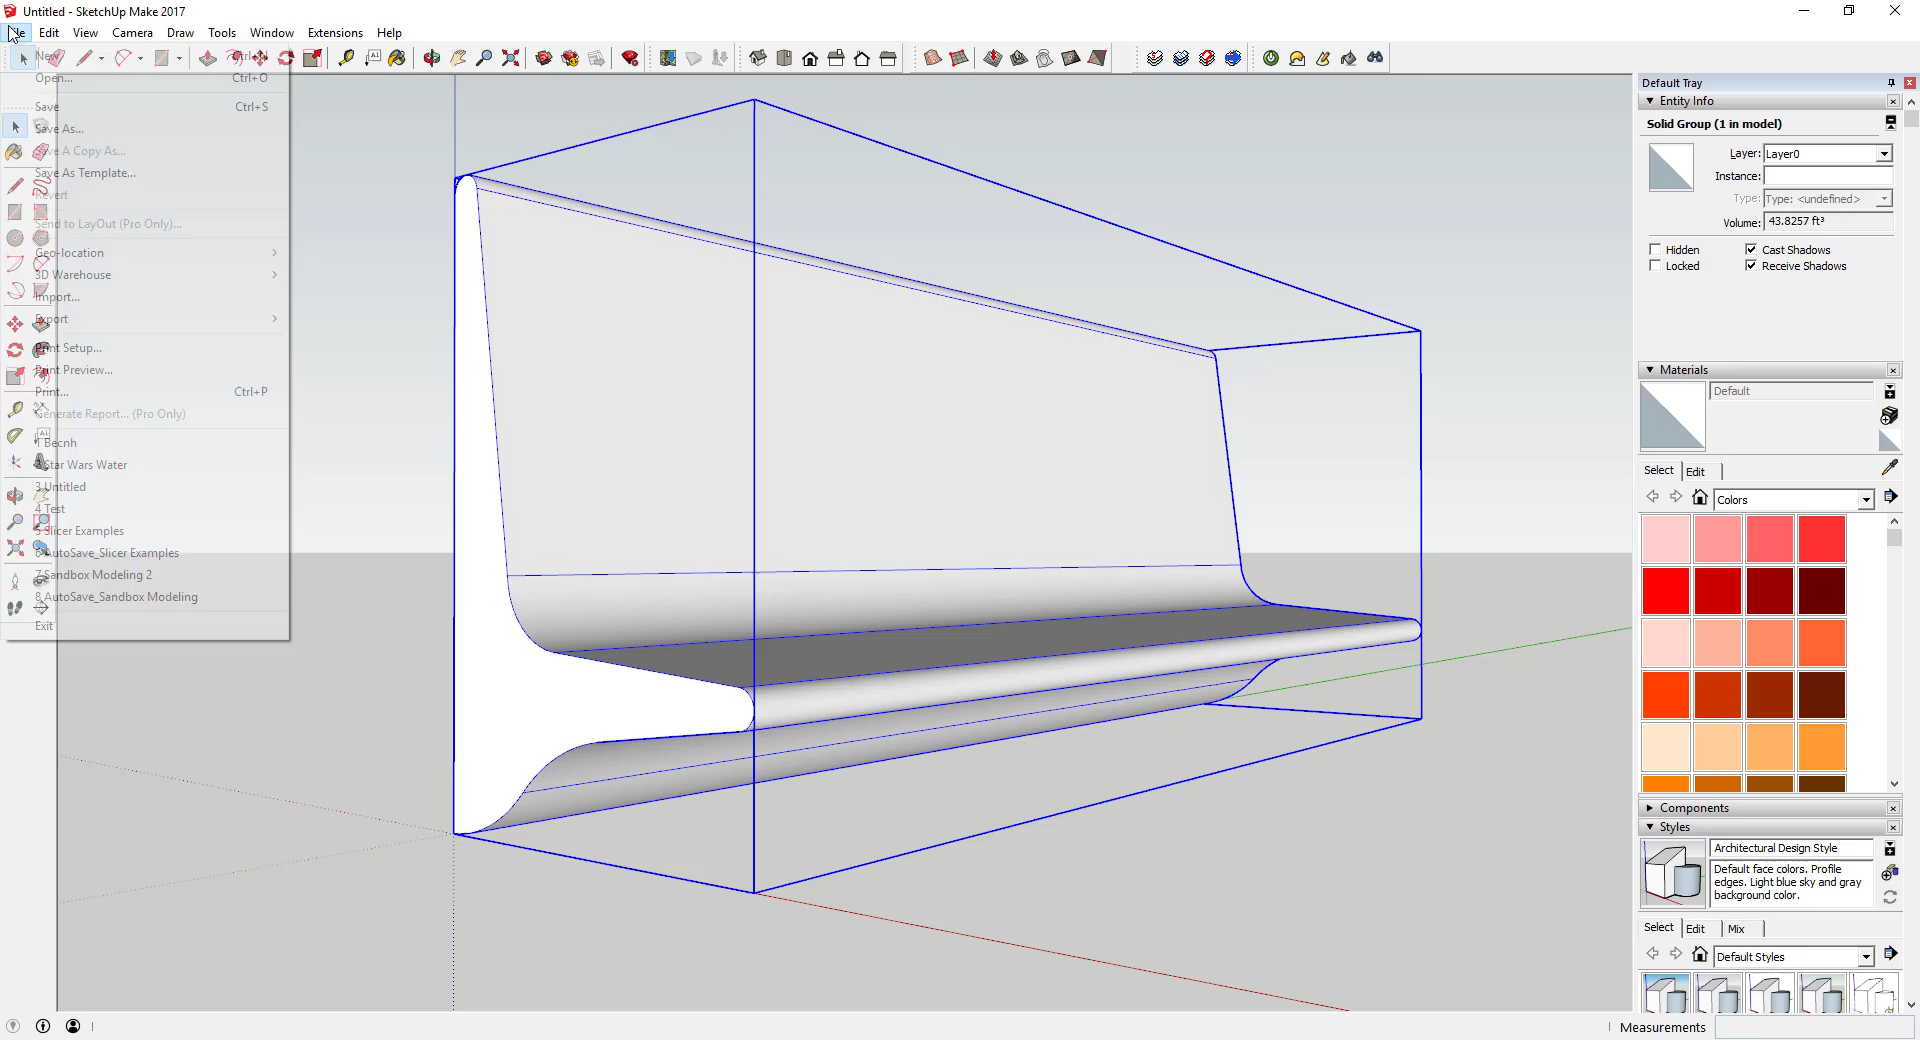 Untitled - SketchUp Make 2017
File Edit View Camera Draw Tools Window Extensions Help
New Ctrl+N
Open... Ctrl+O
Save Ctrl+S
Save As...
Save A Copy As...
Save As Template...
Revert
Send to LayOut (Pro Only)...
Geo-location
3D Warehouse
Import...
Export
Print Setup...
Print Preview...
Print... Ctrl+P
Generate Report... (Pro Only)
1 Becnh
2 Star Wars Water
3 Untitled
4 Test
5 Slicer Examples
6 AutoSave_Slicer Examples
7 Sandbox Modeling 2
8 AutoSave_Sandbox Modeling
Exit
Default Tray
Entity Info
Solid Group (1 in model)
Layer: Layer0
Instance:
Type: Type: <undefined>
Volume: 43.8257 ft³
Hidden Cast Shadows
Locked Receive Shadows
Materials
Default
Select Edit
Colors
Components
Styles
Architectural Design Style
Default face colors. Profile
edges. Light blue sky and gray
background color.
Select Edit Mix
Default Styles
Measurements